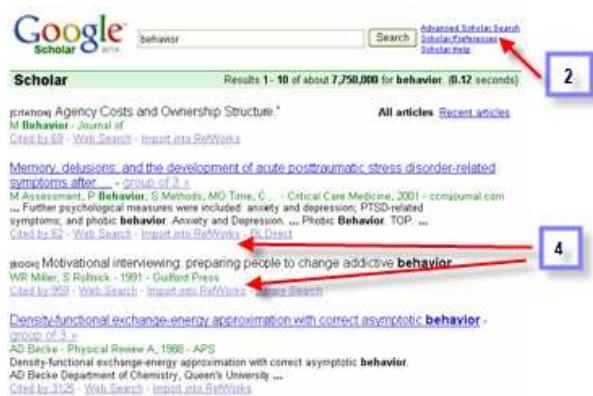 Google
Scholar BETA
behavior
Search
Advanced Scholar Search
Scholar Preferences
Scholar Help
2
Scholar
Results 1 - 10 of about 7,750,000 for behavior. (0.12 seconds)
[CITATION] Agency Costs and Ownership Structure."
All articles Recent articles
M Behavior - Journal of
Cited by 69 - Web Search - Import into RefWorks
Memory, delusions, and the development of acute posttraumatic stress disorder-related
symptoms after ... - group of 3 »
M Assessment, P Behavior, S Methods, MO Time, C... - Critical Care Medicine, 2001 - ccmjournal.com
... Further psychological measures were included: anxiety and depression; PTSD-related
symptoms; and phobic behavior. Anxiety and Depression. ... Phobic Behavior. TOP. ...
Cited by 62 - Web Search - Import into RefWorks - BL Direct
4
[BOOK] Motivational interviewing: preparing people to change addictive behavior
WR Miller, S Rollnick - 1991 - Guilford Press
Cited by 969 - Web Search - Import into RefWorks - Library Search
Density-functional exchange-energy approximation with correct asymptotic behavior -
group of 3 »
AD Becke - Physical Review A, 1988 - APS
Density-functional exchange-energy approximation with correct asymptotic behavior.
AD Becke Department of Chemistry, Queen's University ...
Cited by 3125 - Web Search - Import into RefWorks